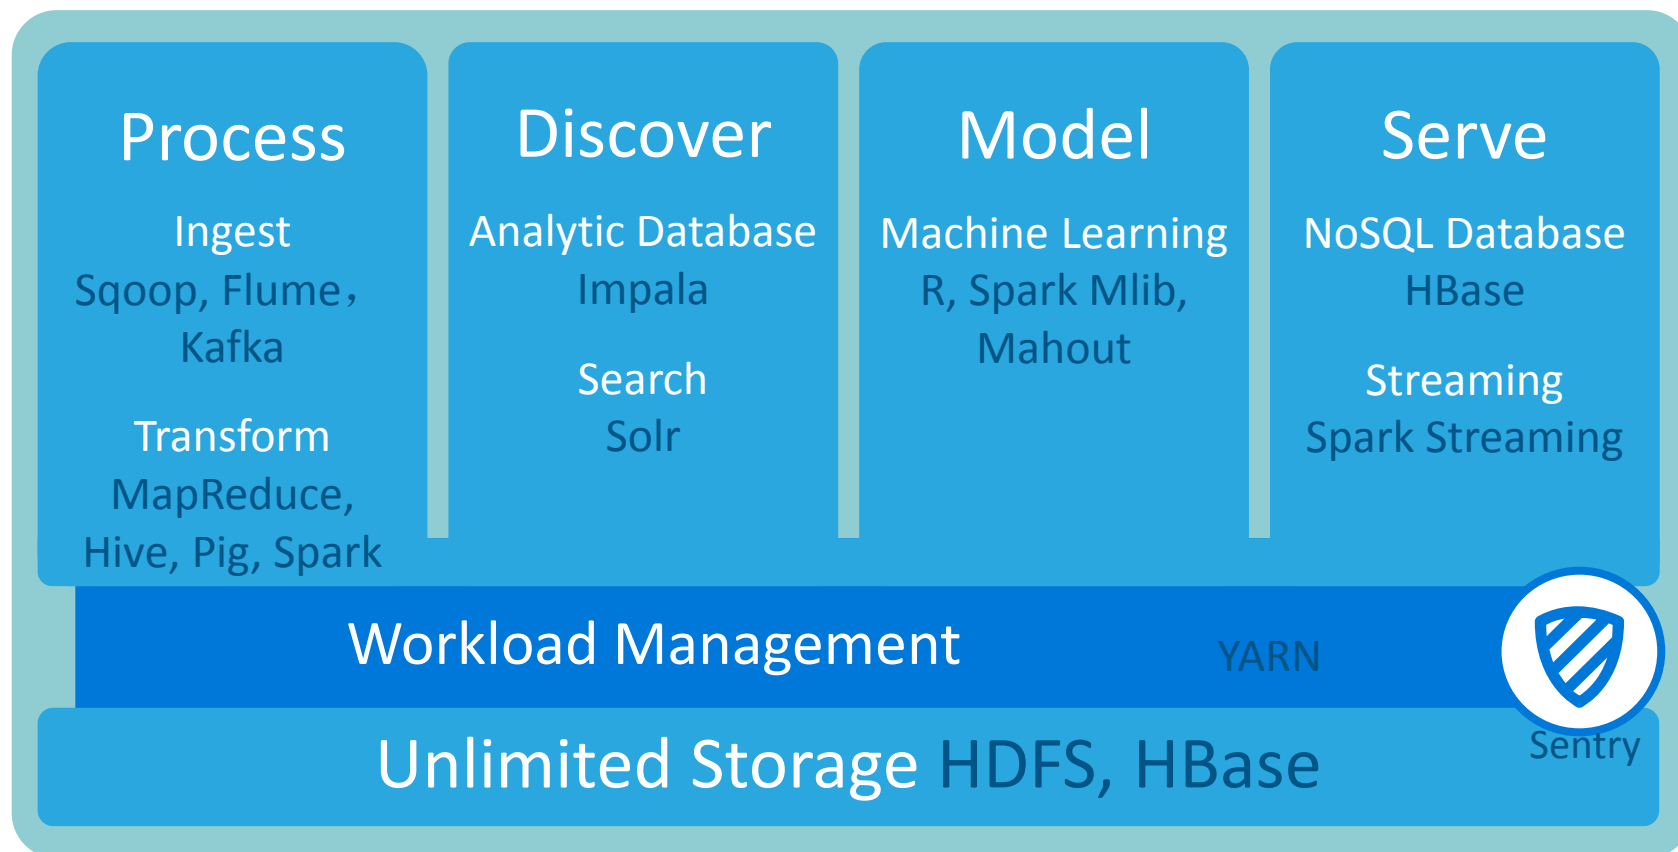 Process
Ingest
Sqoop, Flume，
Kafka
Transform
MapReduce,
Hive, Pig, Spark
Discover
Analytic Database
Impala
Search
Solr
Model
Machine Learning
R, Spark Mlib,
Mahout
Serve
NoSQL Database
HBase
Streaming
Spark Streaming
Workload Management YARN
Unlimited Storage HDFS, HBase
Sentry